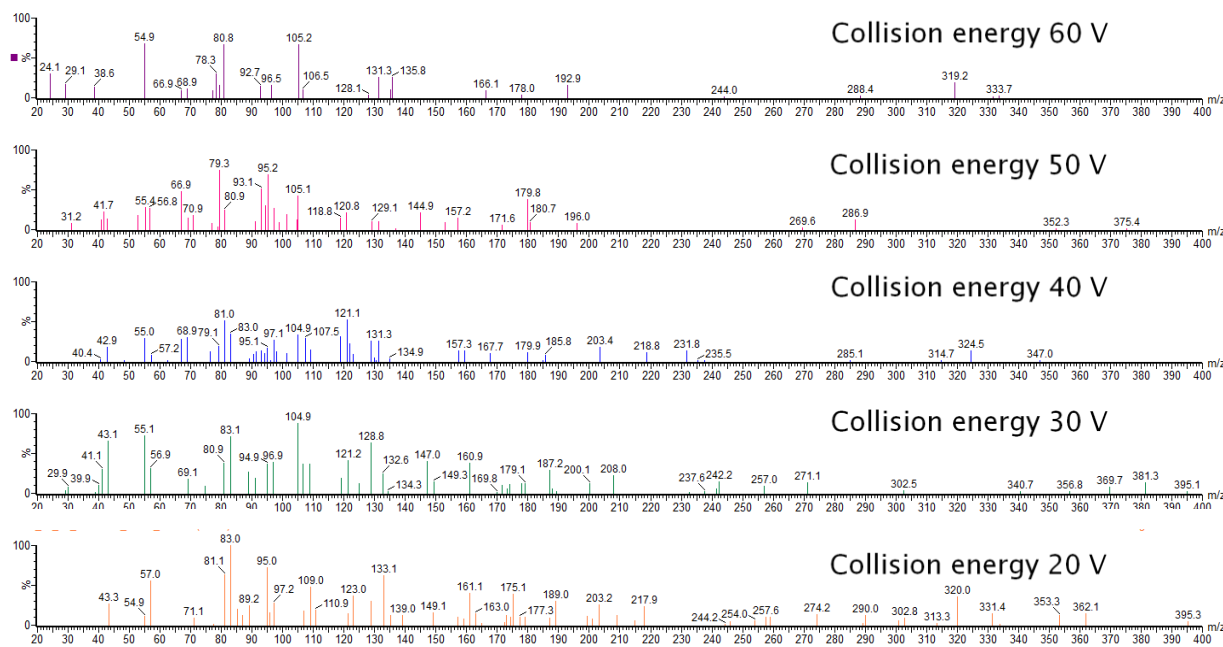 100
%
0
24.1 29.1 38.6 54.9 66.9 68.9 78.3 80.8 92.7 96.5 105.2 106.5 128.1 131.3 135.8 166.1 178.0 192.9 244.0 288.4 319.2 333.7
Collision energy 60 V
20 30 40 50 60 70 80 90 100 110 120 130 140 150 160 170 180 190 200 210 220 230 240 250 260 270 280 290 300 310 320 330 340 350 360 370 380 390 400 m/z
100
%
0
31.2 41.7 55.4 56.8 66.9 70.9 79.3 80.9 93.1 95.2 105.1 118.8 120.8 129.1 144.9 157.2 171.6 179.8 180.7 196.0 269.6 286.9 352.3 375.4
Collision energy 50 V
20 30 40 50 60 70 80 90 100 110 120 130 140 150 160 170 180 190 200 210 220 230 240 250 260 270 280 290 300 310 320 330 340 350 360 370 380 390 400 m/z
100
%
0
40.4 42.9 55.0 57.2 68.9 79.1 81.0 83.0 95.1 97.1 104.9 107.5 121.1 131.3 134.9 157.3 167.7 179.9 185.8 203.4 218.8 231.8 235.5 285.1 314.7 324.5 347.0
Collision energy 40 V
20 30 40 50 60 70 80 90 100 110 120 130 140 150 160 170 180 190 200 210 220 230 240 250 260 270 280 290 300 310 320 330 340 350 360 370 380 390 400 m/z
100
%
0
29.9 39.9 41.1 43.1 55.1 56.9 69.1 80.9 83.1 94.9 96.9 104.9 121.2 128.8 132.6 134.3 147.0 149.3 160.9 169.8 179.1 187.2 200.1 208.0 237.6 242.2 257.0 271.1 302.5 340.7 356.8 369.7 381.3 395.1
Collision energy 30 V
20 30 40 50 60 70 80 90 100 110 120 130 140 150 160 170 180 190 200 210 220 230 240 250 260 270 280 290 300 310 320 330 340 350 360 370 380 390 400 m/z
100
%
0
43.3 54.9 57.0 71.1 81.1 83.0 89.2 95.0 97.2 109.0 110.9 123.0 133.1 139.0 149.1 161.1 163.0 175.1 177.3 189.0 203.2 217.9 244.2 254.0 257.6 274.2 290.0 302.8 313.3 320.0 331.4 353.3 362.1 395.3
Collision energy 20 V
20 30 40 50 60 70 80 90 100 110 120 130 140 150 160 170 180 190 200 210 220 230 240 250 260 270 280 290 300 310 320 330 340 350 360 370 380 390 400 m/z